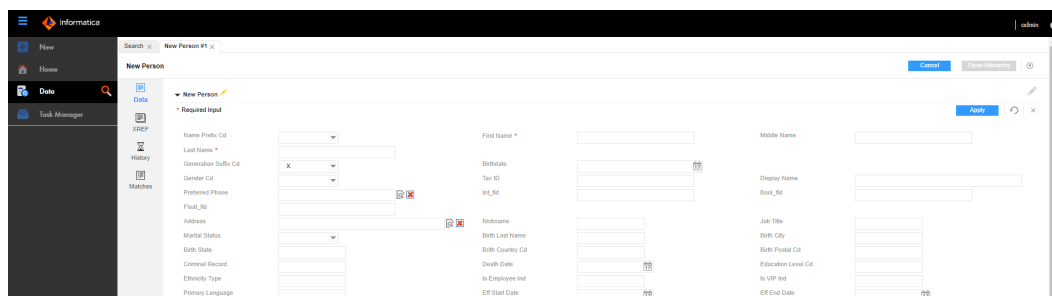 Informatica
admin
New
Home
Data
Task Manager
Search × New Person #1 ×
New Person
Cancel Open Hierarchy
Data
XREF
History
Matches
New Person
* Required Input
Apply
Name Prefix Cd First Name * Middle Name
Last Name *
Generation Suffix Cd X Birthdate
Gender Cd Tax ID Display Name
Preferred Phone Int_fld Bool_fld
Float_fld
Address Nickname Job Title
Marital Status Birth Last Name Birth City
Birth State Brith Country Cd Birth Postal Cd
Criminal Record Death Date Education Level Cd
Ethnicity Type Is Employee Ind Is VIP Ind
Primary Language Eff Start Date Eff End Date